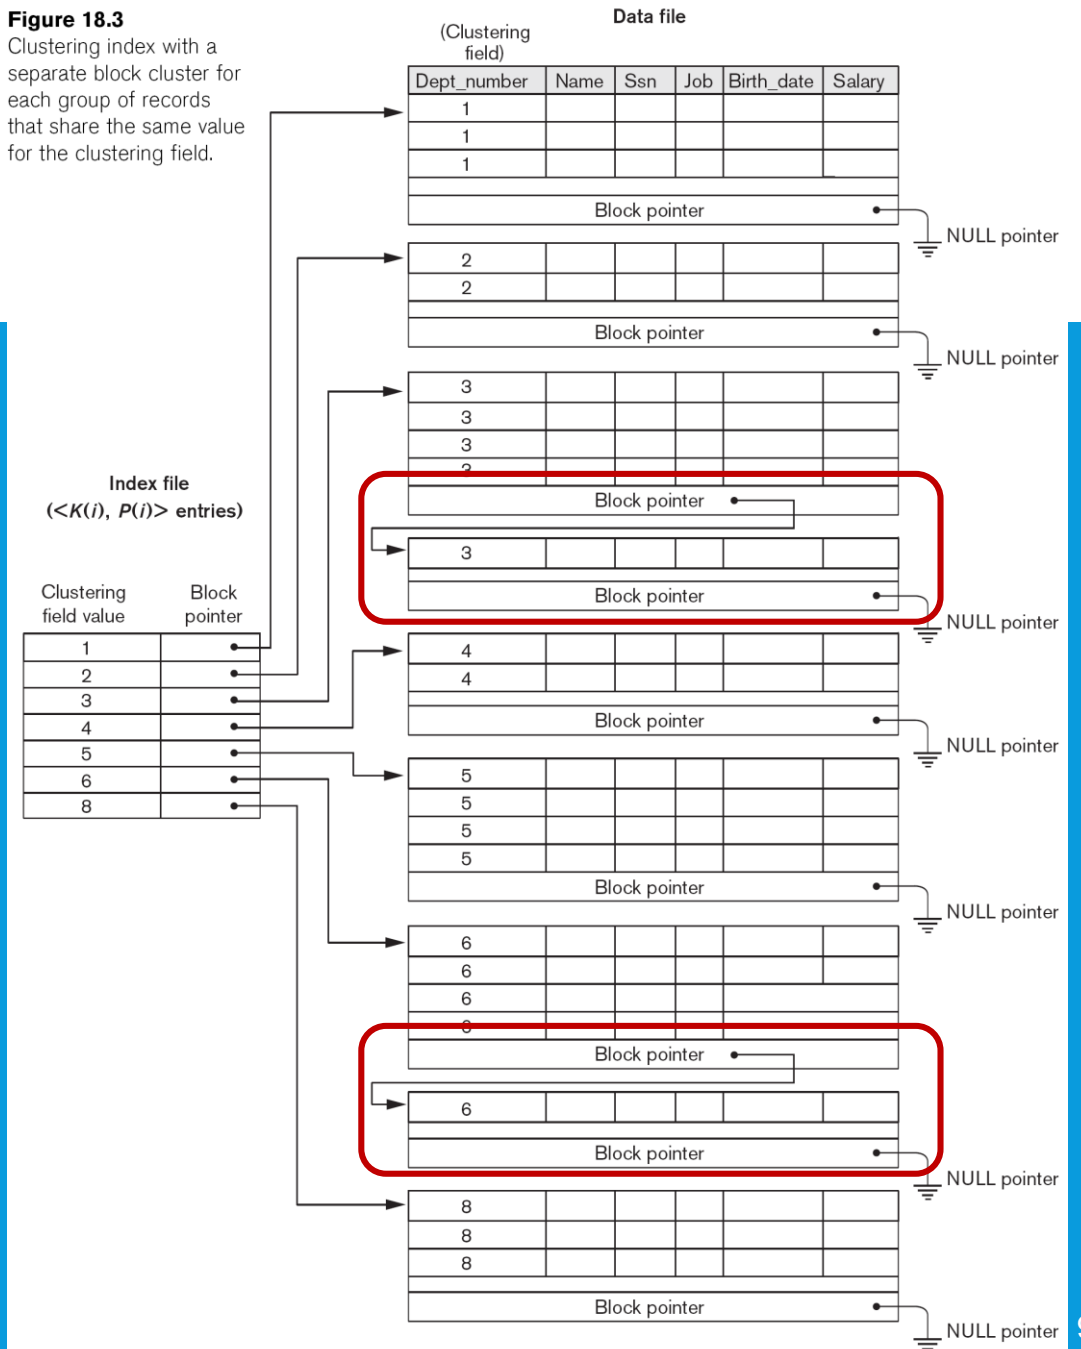 Figure 18.3
Clustering index with a
separate block cluster for
each group of records
that share the same value
for the clustering field.
Data file
(Clustering
field)
Dept_number Name Ssn Job Birth_date Salary
1
1
1
Block pointer
NULL pointer
2
2
Block pointer
NULL pointer
3
3
3
3
Block pointer
3
Block pointer
NULL pointer
Index file
(<K(i), P(i)> entries)
Clustering
field value
Block
pointer
1
2
3
4
5
6
8
4
4
Block pointer
NULL pointer
5
5
5
5
Block pointer
NULL pointer
6
6
6
6
Block pointer
6
Block pointer
NULL pointer
8
8
8
Block pointer
NULL pointer
9